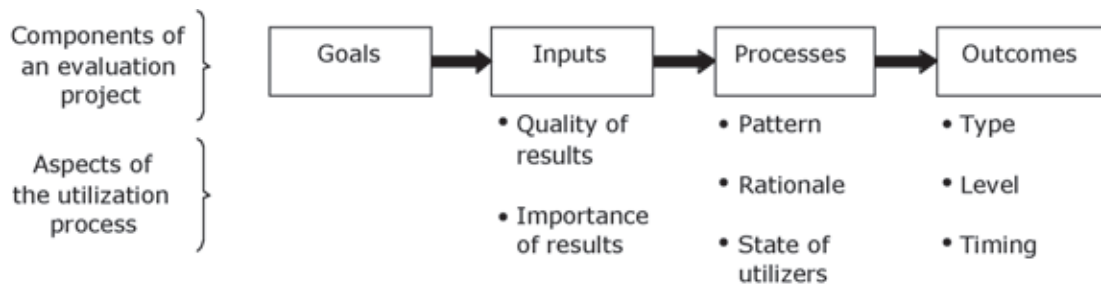 Components of
an evaluation
project
Goals
Inputs
Processes
Outcomes
Aspects of
the utilization
process
• Quality of
results
• Importance
of results
• Pattern
• Rationale
• State of
utilizers
• Type
• Level
• Timing